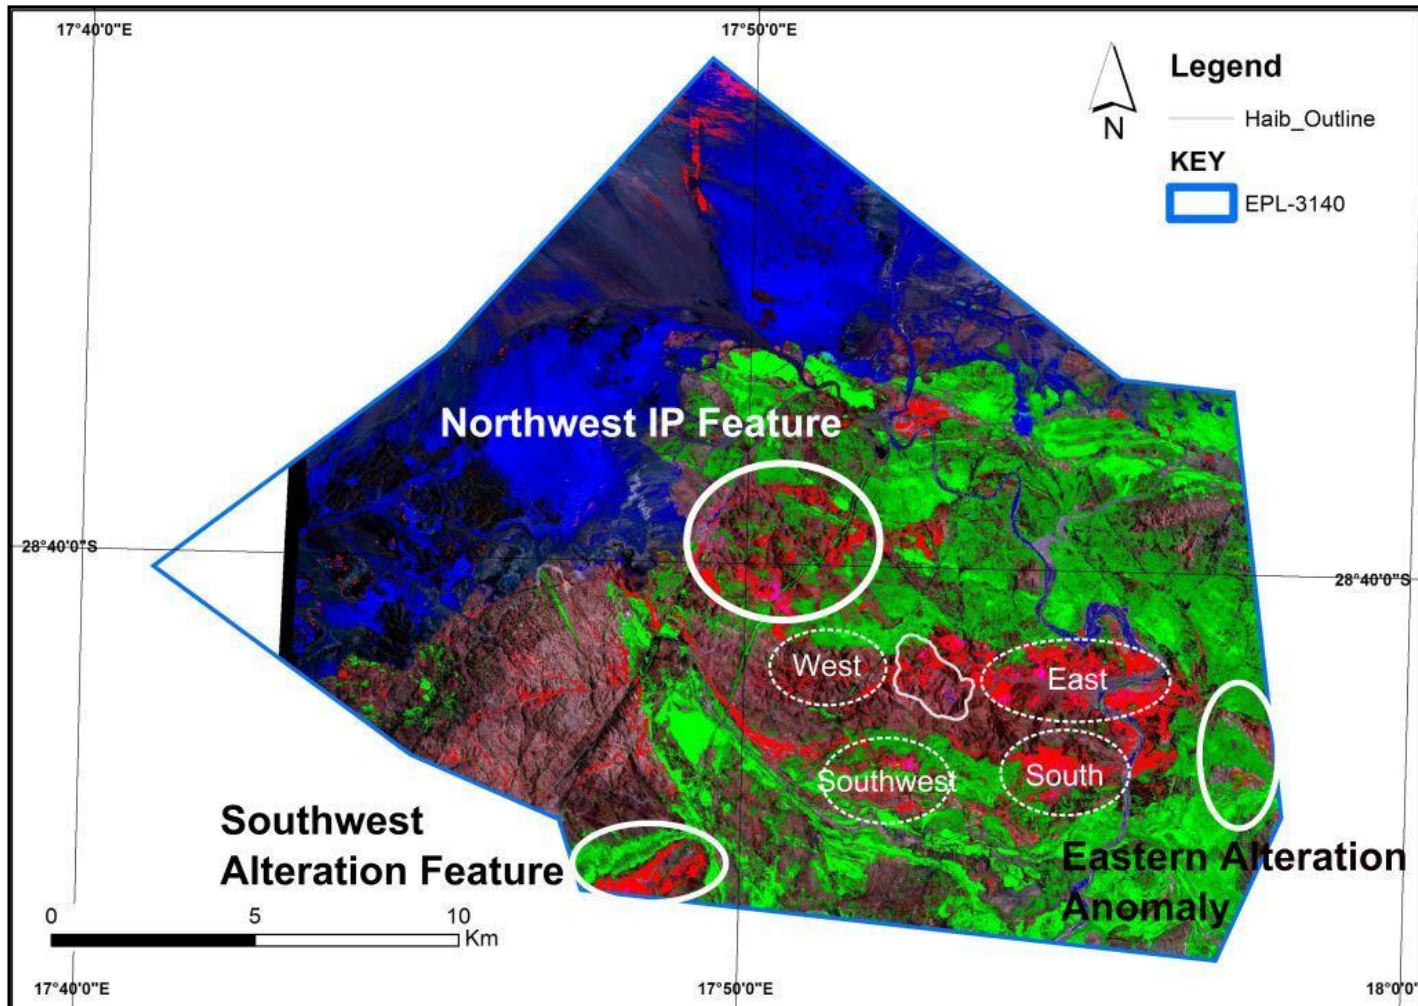 17°40'0"E
17°50'0"E
Legend
Haib_Outline
KEY
EPL-3140
N
Northwest IP Feature
28°40'0"S
28°40'0"S
West
East
Southwest
South
Southwest
Alteration Feature
Eastern Alteration
Anomaly
0 5 10
Km
17°40'0"E
17°50'0"E
18°0'0"